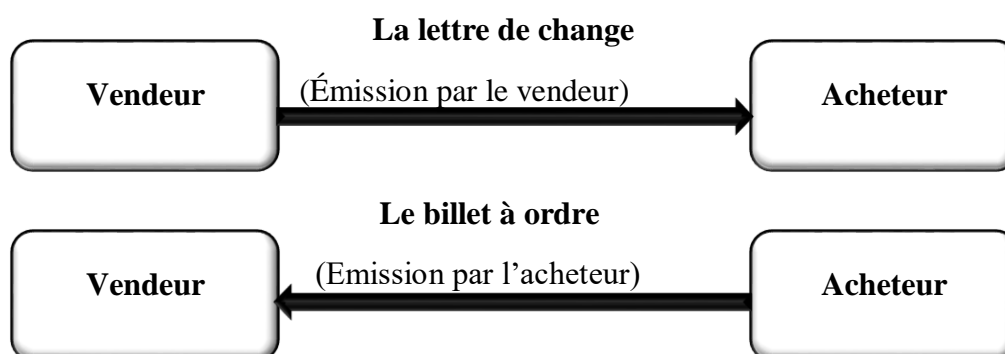 La lettre de change
Vendeur (Émission par le vendeur) Acheteur
Le billet à ordre
Vendeur (Emission par l’acheteur) Acheteur